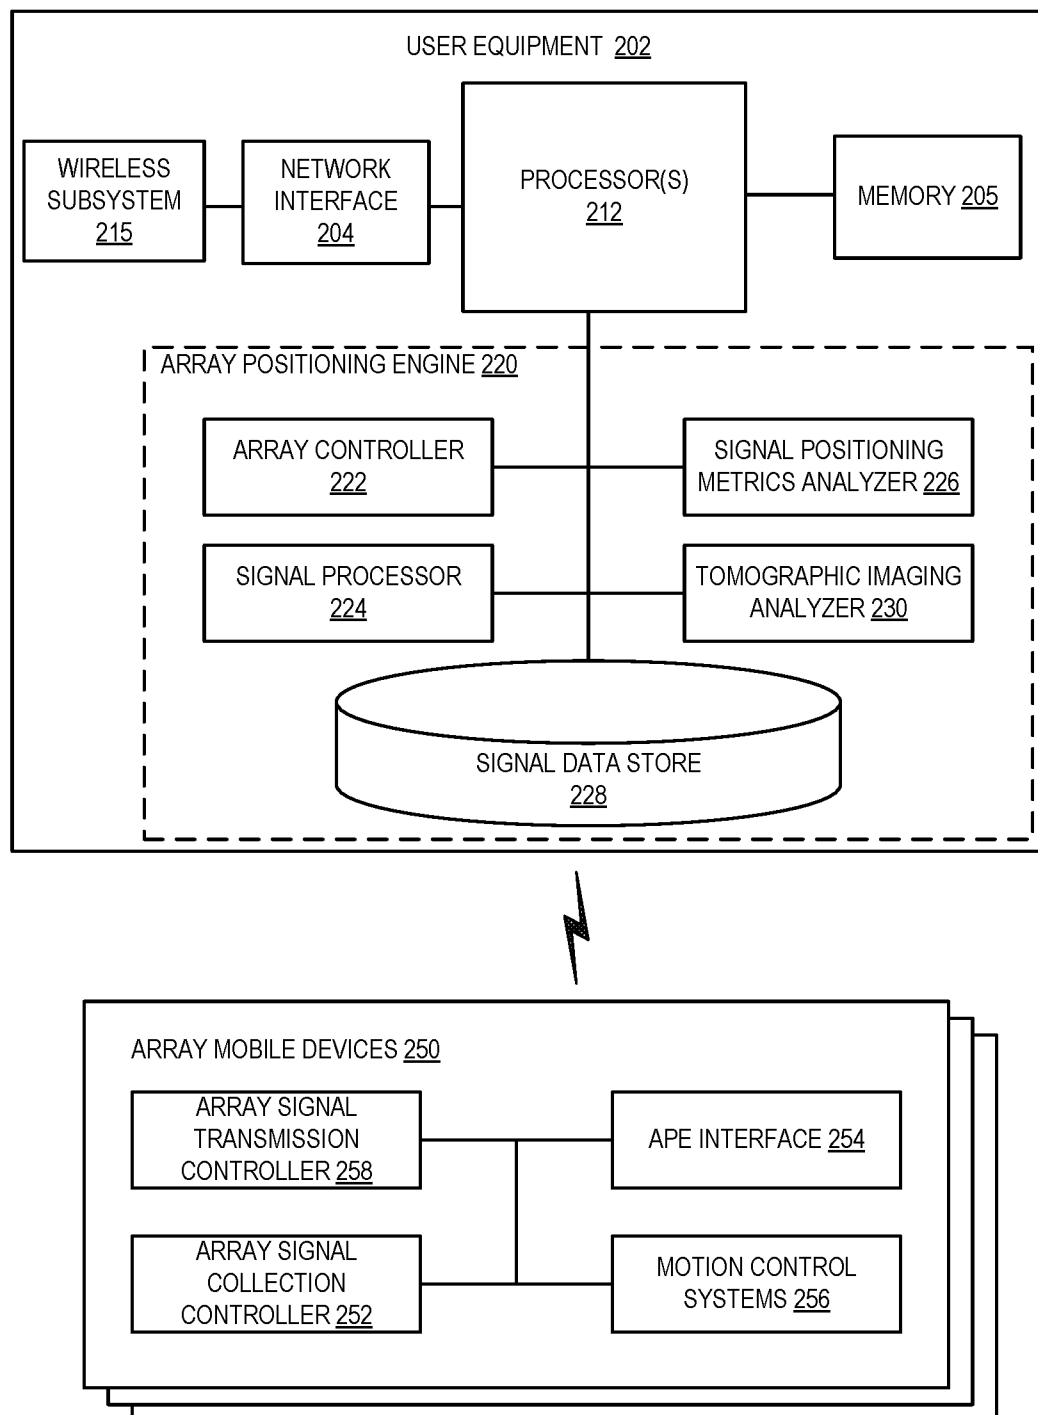 USER EQUIPMENT 202
WIRELESS
SUBSYSTEM
215
NETWORK
INTERFACE
204
PROCESSOR(S)
212
MEMORY 205
ARRAY POSITIONING ENGINE 220
ARRAY CONTROLLER
222
SIGNAL POSITIONING
METRICS ANALYZER 226
SIGNAL PROCESSOR
224
TOMOGRAPHIC IMAGING
ANALYZER 230
SIGNAL DATA STORE
228
ARRAY MOBILE DEVICES 250
ARRAY SIGNAL
TRANSMISSION
CONTROLLER 258
APE INTERFACE 254
ARRAY SIGNAL
COLLECTION
CONTROLLER 252
MOTION CONTROL
SYSTEMS 256